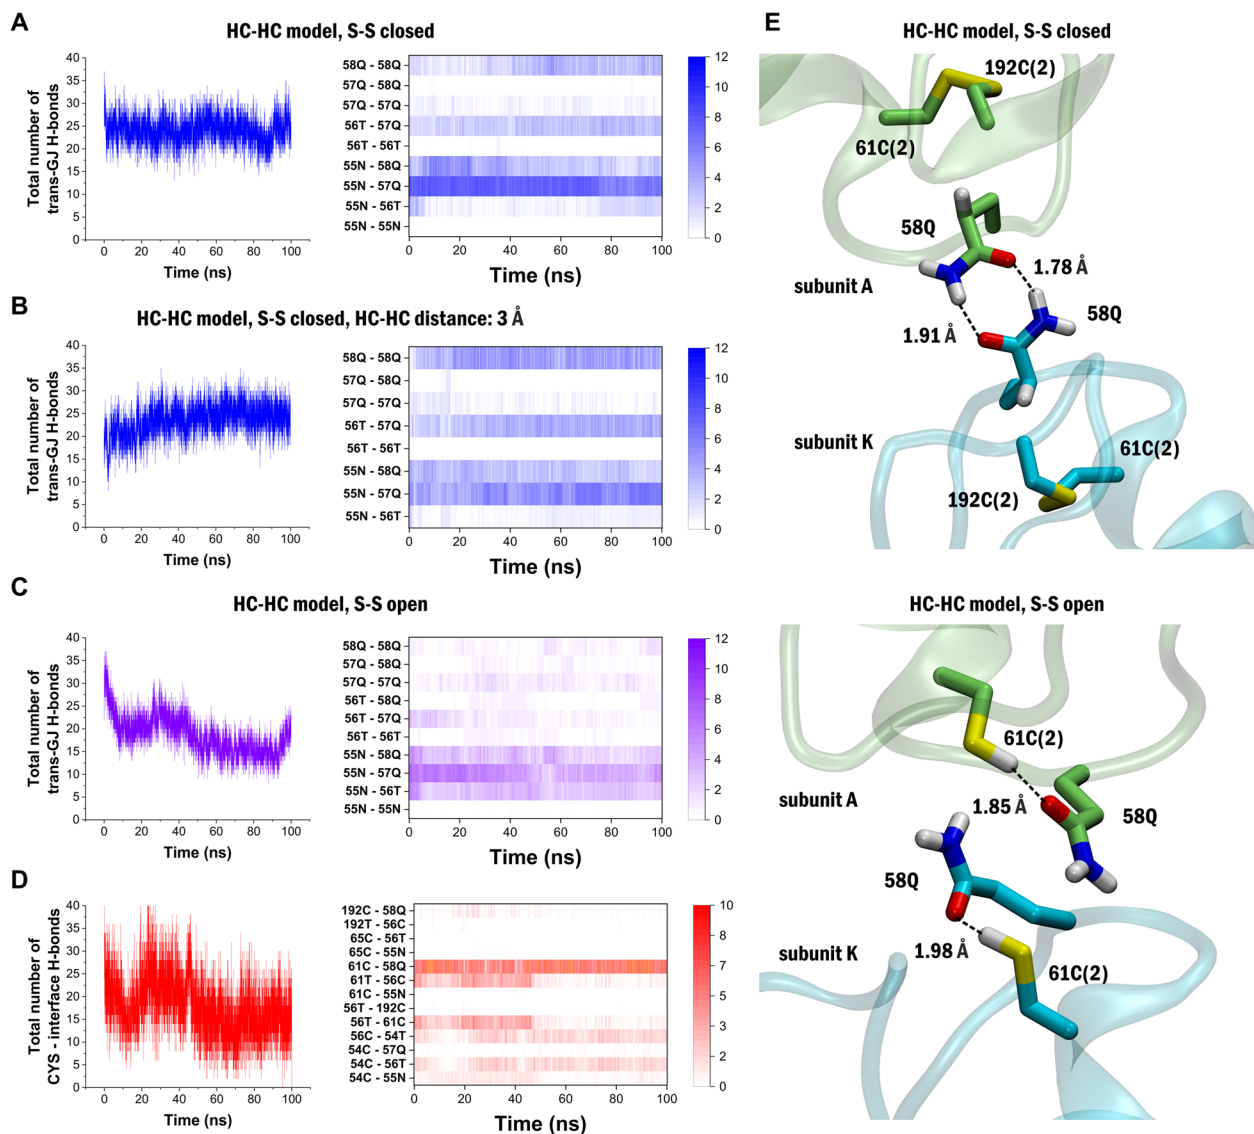 A
HC-HC model, S-S closed
Total number of
trans-GJ H-bonds
40
35
30
25
20
15
10
5
0
0 20 40 60 80 100
Time (ns)
58Q - 58Q
57Q - 58Q
57Q - 57Q
56T - 57Q
56T - 56T
55N - 58Q
55N - 57Q
55N - 56T
55N - 55N
0 20 40 60 80 100
Time (ns)
12
10
8
6
4
2
0
B
HC-HC model, S-S closed, HC-HC distance: 3 Å
Total number of
trans-GJ H-bonds
40
35
30
25
20
15
10
5
0
0 20 40 60 80 100
Time (ns)
58Q - 58Q
57Q - 58Q
57Q - 57Q
56T - 57Q
56T - 56T
55N - 58Q
55N - 57Q
55N - 56T
0 20 40 60 80 100
Time (ns)
12
10
8
6
4
2
0
C
HC-HC model, S-S open
Total number of
trans-GJ H-bonds
40
35
30
25
20
15
10
5
0
0 20 40 60 80 100
Time (ns)
58Q - 58Q
57Q - 58Q
57Q - 57Q
56T - 58Q
56T - 57Q
56T - 56T
55N - 58Q
55N - 57Q
55N - 56T
55N - 55N
0 20 40 60 80 100
Time (ns)
12
10
8
6
4
2
0
D
Total number of
CYS - interface H-bonds
40
35
30
25
20
15
10
5
0
0 20 40 60 80 100
Time (ns)
192C - 58Q
192T - 56C
65C - 56T
65C - 55N
61C - 58Q
61T - 56C
61C - 55N
56T - 192C
56T - 61C
56C - 54T
54C - 57Q
54C - 56T
54C - 55N
0 20 40 60 80 100
Time (ns)
10
8
7
5
3
2
0
E
HC-HC model, S-S closed
192C(2)
61C(2)
58Q
1.78 Å
subunit A
58Q
1.91 Å
subunit K
61C(2)
192C(2)
HC-HC model, S-S open
61C(2)
subunit A
1.85 Å
58Q
58Q
subunit K
1.98 Å
61C(2)